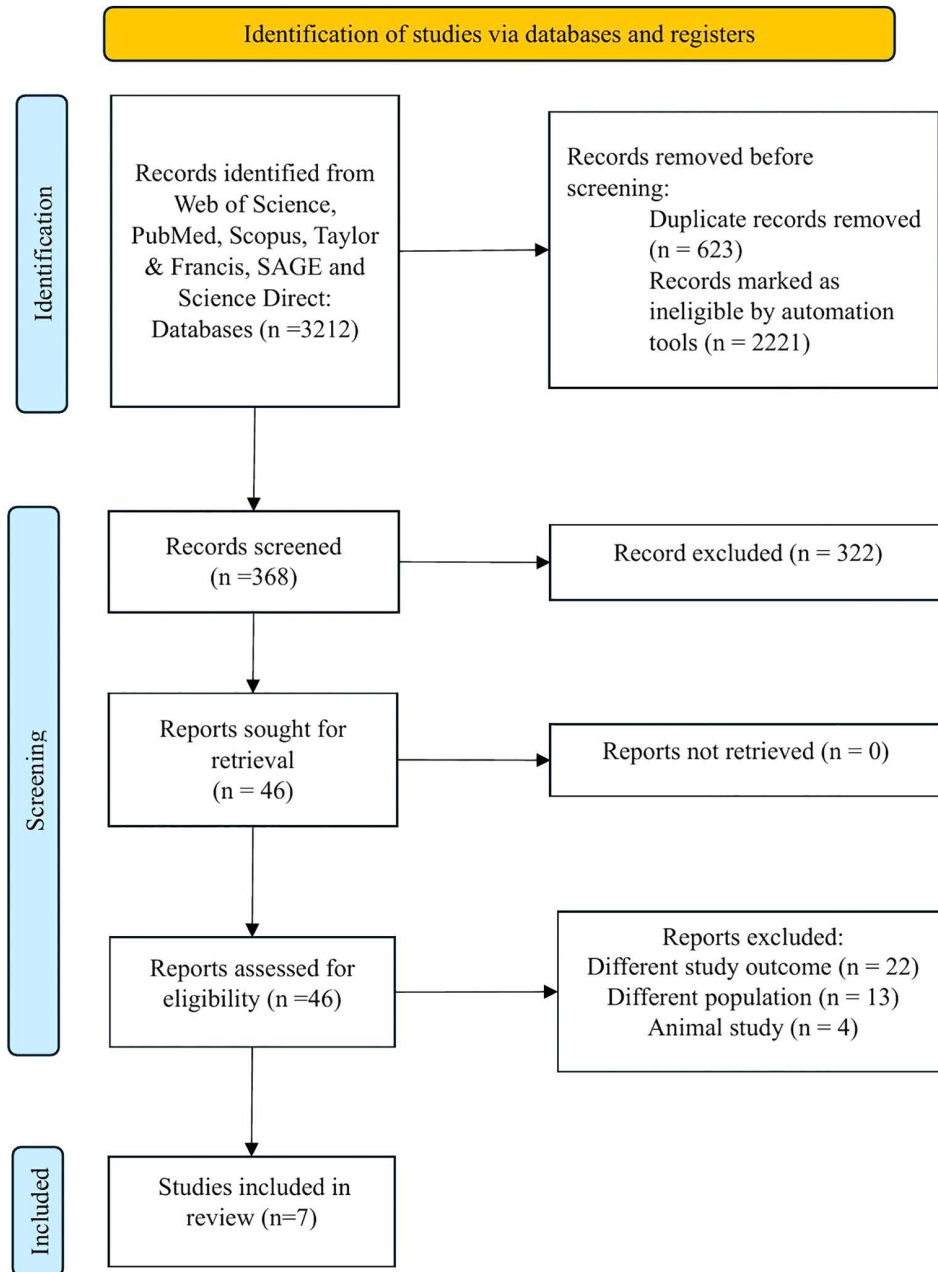 Identification of studies via databases and registers
Identification
Records identified from
Web of Science,
PubMed, Scopus, Taylor
& Francis, SAGE and
Science Direct:
Databases (n =3212)
Records removed before
screening:
Duplicate records removed
(n = 623)
Records marked as
ineligible by automation
tools (n = 2221)
Screening
Records screened
(n =368)
Record excluded (n = 322)
Reports sought for
retrieval
(n = 46)
Reports not retrieved (n = 0)
Reports assessed for
eligibility (n =46)
Reports excluded:
Different study outcome (n = 22)
Different population (n = 13)
Animal study (n = 4)
Included
Studies included in
review (n=7)